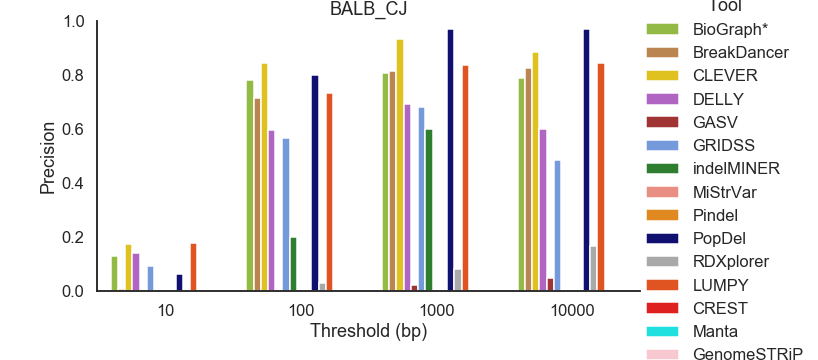 BALB_CJ
Tool
1.0
0.8
0.6
0.4
0.2
0.0
Precision
10
100
1000
10000
Threshold (bp)
BioGraph*
BreakDancer
CLEVER
DELLY
GASV
GRIDSS
indelMINER
MiStrVar
Pindel
PopDel
RDXplorer
LUMPY
CREST
Manta
GenomeSTRiP